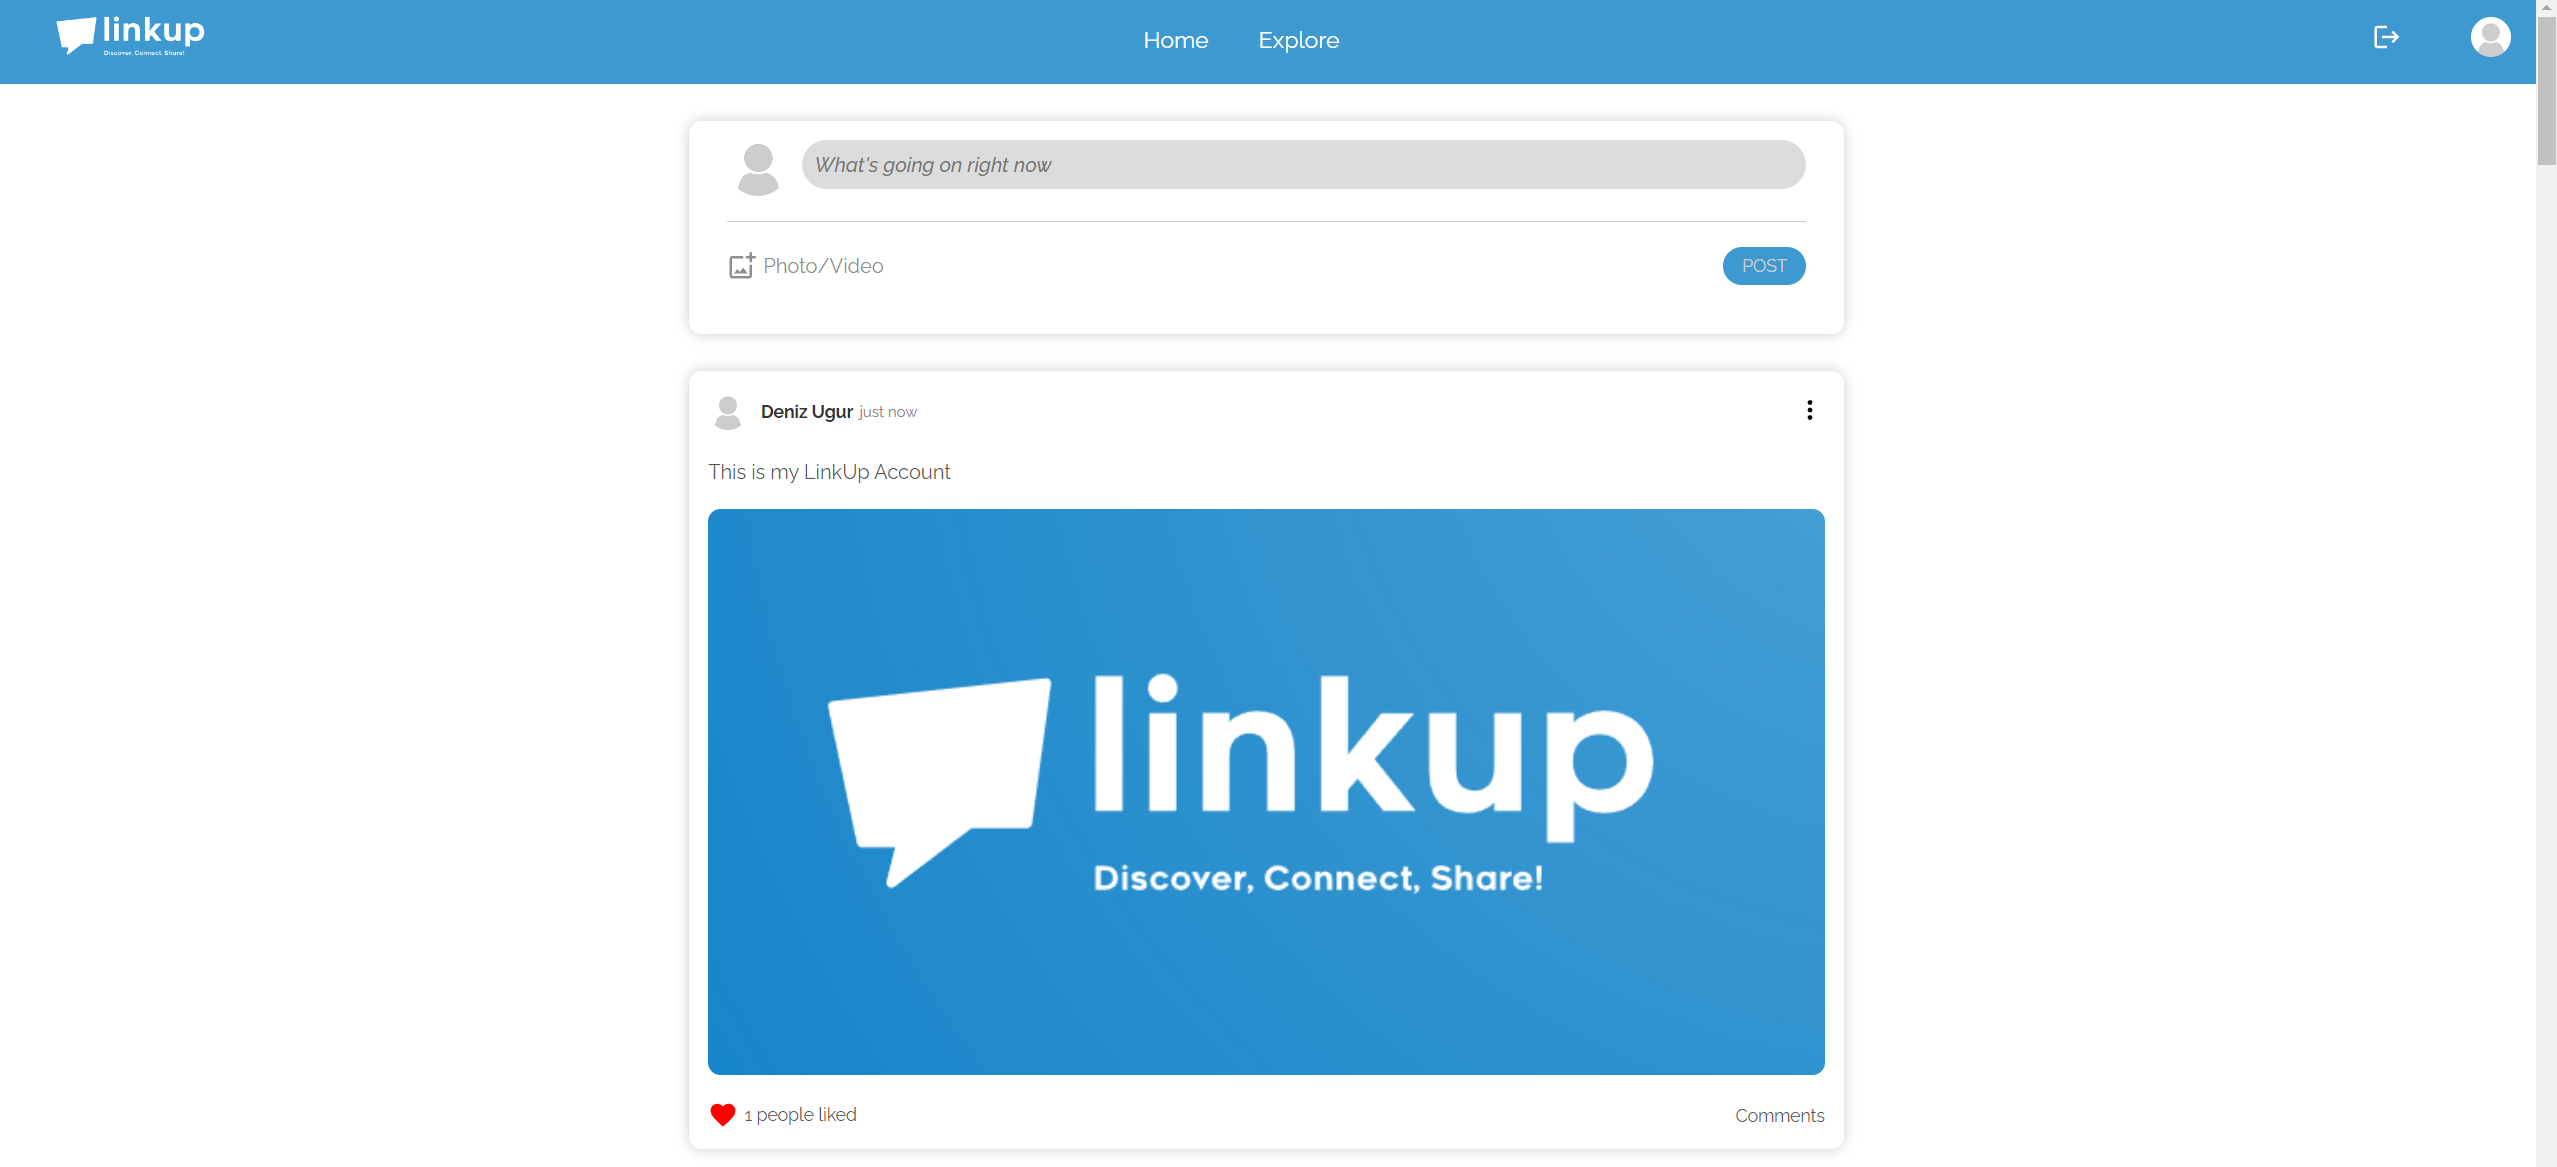 linkup
Discover, Connect, Share!
Home Explore
What's going on right now
Photo/Video
POST
Deniz Ugur just now
This is my LinkUp Account
linkup
Discover, Connect, Share!
1 people liked
Comments